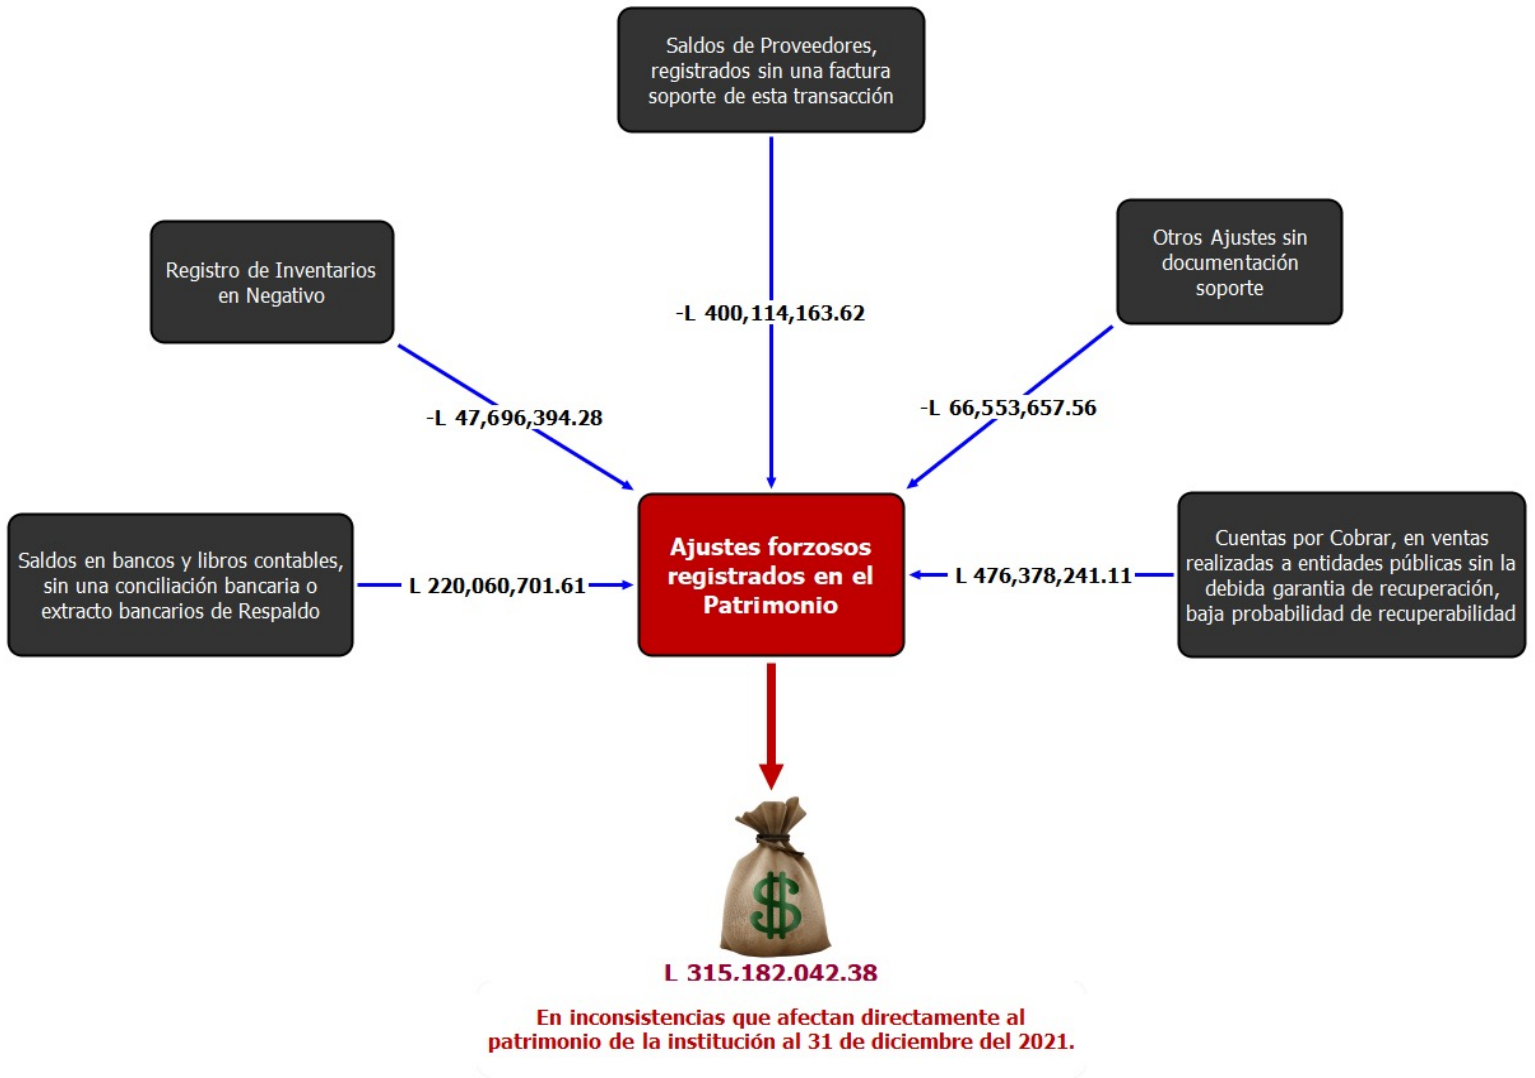 Saldos de Proveedores,
registrados sin una factura
soporte de esta transacción
Otros Ajustes sin
documentación
soporte
Registro de Inventarios
en Negativo
-L 400,114,163.62
-L 66,553,657.56
-L 47,696,394.28
Saldos en bancos y libros contables,
sin una conciliación bancaria o
extracto bancarios de Respaldo
L 220,060,701.61
Ajustes forzosos
registrados en el
Patrimonio
L 476,378,241.11
Cuentas por Cobrar, en ventas
realizadas a entidades públicas sin la
debida garantia de recuperación,
baja probabilidad de recuperabilidad
$
L 315,182,042.38
En inconsistencias que afectan directamente al
patrimonio de la institución al 31 de diciembre del 2021.